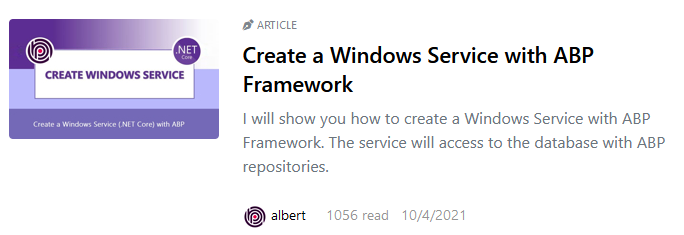 .NET
Core
CREATE WINDOWS SERVICE
Create a Windows Service (.NET Core) with ABP
ARTICLE
Create a Windows Service with ABP
Framework
I will show you how to create a Windows Service with ABP
Framework. The service will access to the database with ABP
repositories.
albert 1056 read 10/4/2021